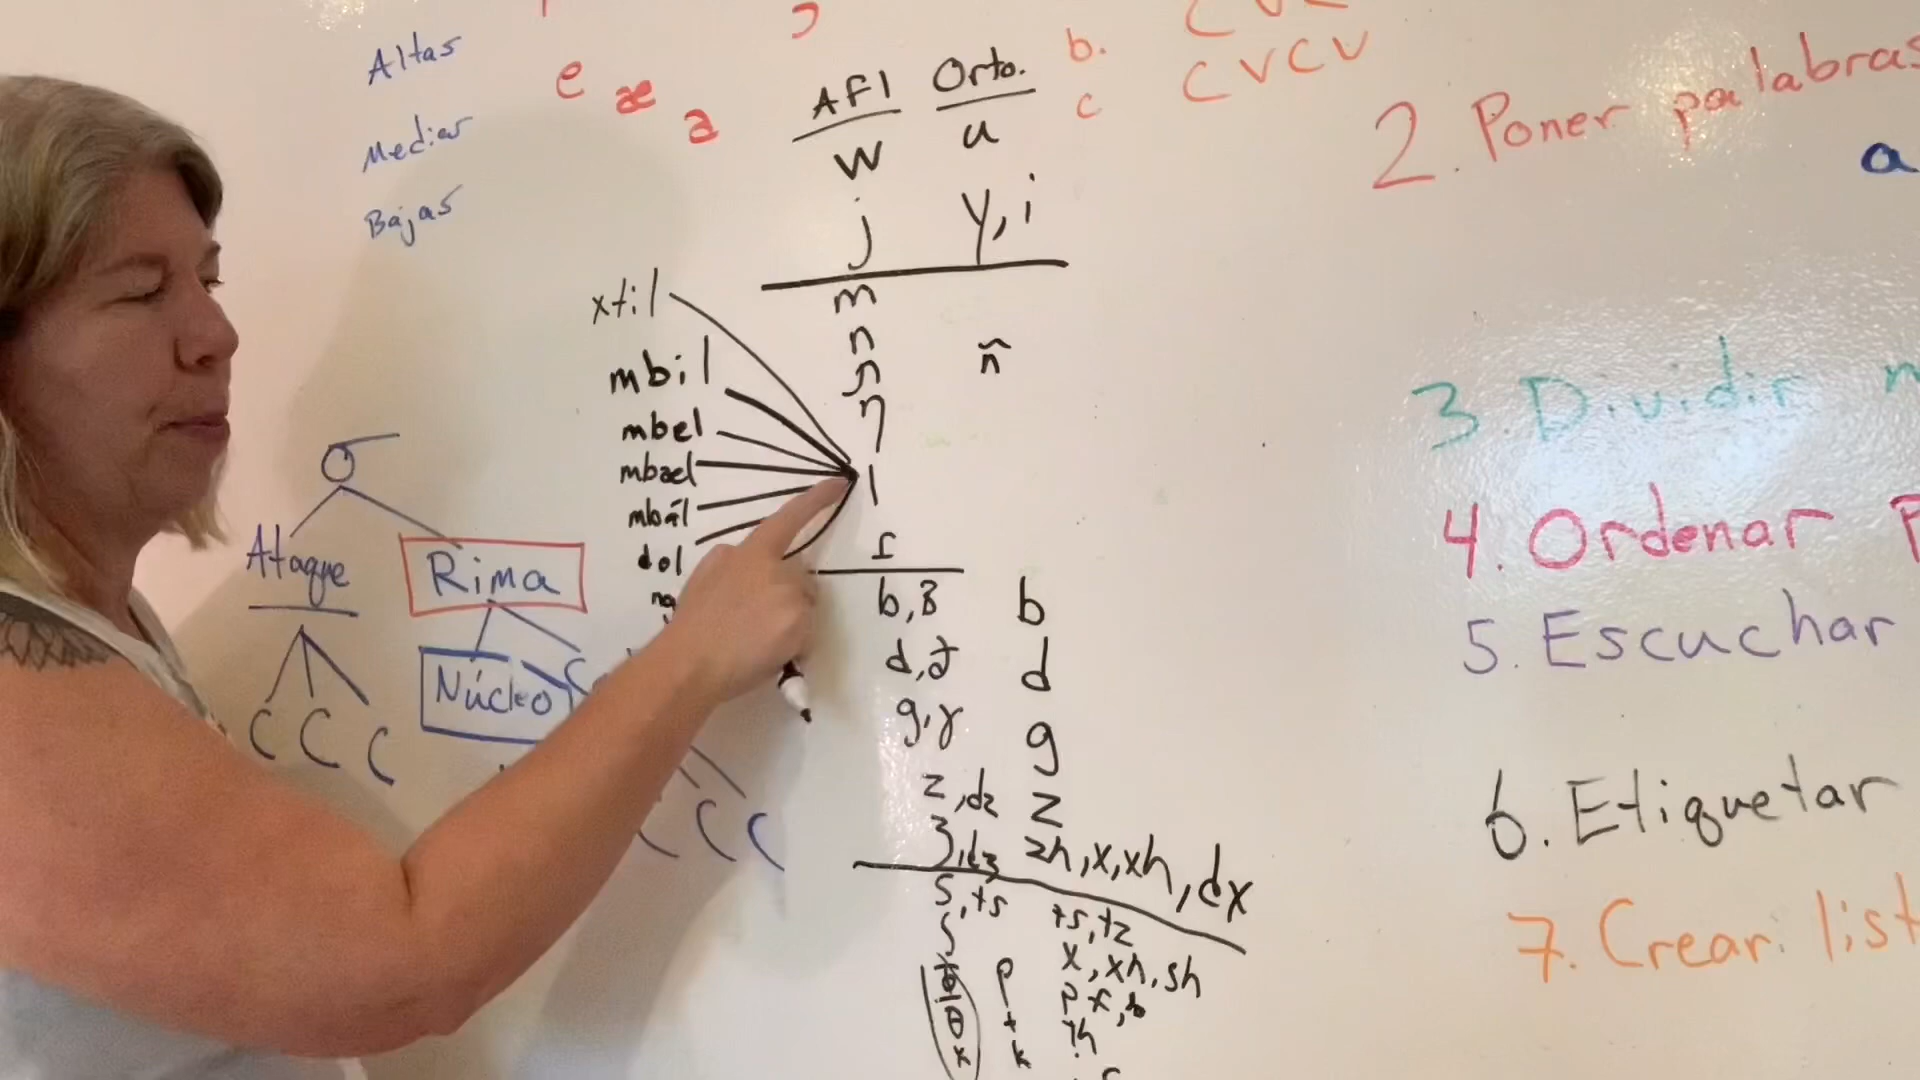 Altas
Medias
Bajas
e æ a
b. CVCV
c
AFI Orto.
w u
j y, i
m
n
ɲ ñ
ŋ
l
ɾ
b, β b
d, ð d
g, ɣ g
z, dz z
ʒ, dʒ zh, x, xh, dx
s, ts ts, tz
ʃ x, xh, sh
p
θ t th
x k
xtil
mbil
mbel
mbael
mbal
dol
σ
Ataque Rima
Núcleo
C C C
C C C
2. Poner palabras
a
3. Dividir
4. Ordenar
5. Escuchar
6. Etiquetar
7. Crear list